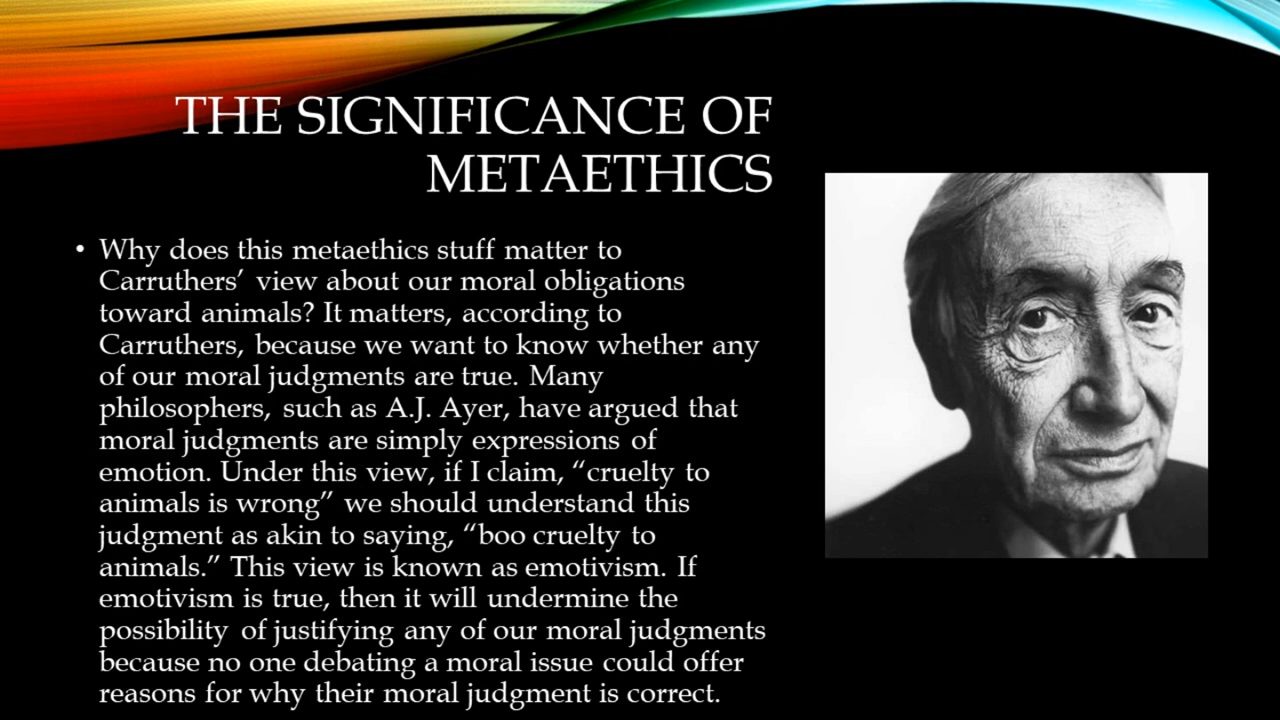 THE SIGNIFICANCE OF
METAETHICS
• Why does this metaethics stuff matter to
Carruthers’ view about our moral obligations
toward animals? It matters, according to
Carruthers, because we want to know whether any
of our moral judgments are true. Many
philosophers, such as A.J. Ayer, have argued that
moral judgments are simply expressions of
emotion. Under this view, if I claim, “cruelty to
animals is wrong” we should understand this
judgment as akin to saying, “boo cruelty to
animals.” This view is known as emotivism. If
emotivism is true, then it will undermine the
possibility of justifying any of our moral judgments
because no one debating a moral issue could offer
reasons for why their moral judgment is correct.